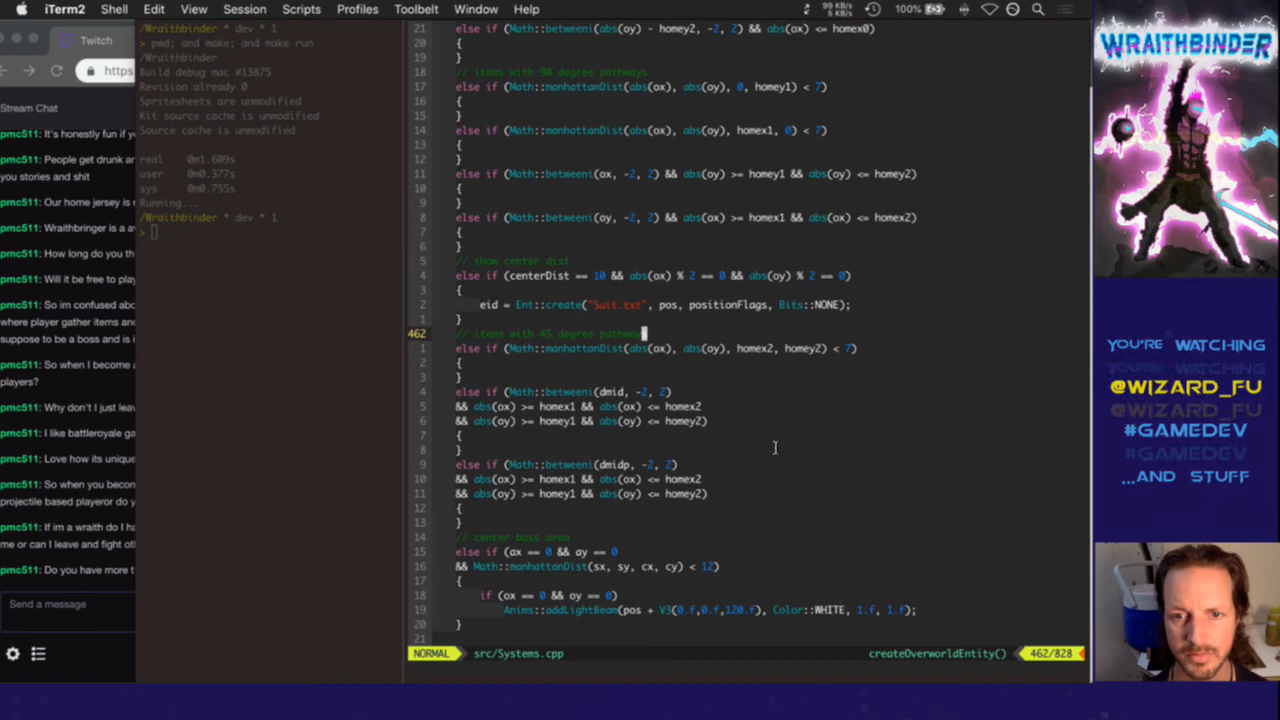 iTerm2 Shell Edit View Session Scripts Profiles Toolbelt Window Help 99 KB/s 5 KB/s 100%
Twitch
https
Stream Chat
pmc511: It's honestly fun if
pmc511: People get drunk
you stories and shit
pmc511: Our home jersey is
pmc511: Wraithbringer is a
pmc511: How long do you
pmc511: Will it be free to
pmc511: So im confused
where player gather items and
suppose to be a boss and is
players?
pmc511: So when I become
pmc511: Why don't I just
pmc511: I like battleroyale
pmc511: Love how its unique
pmc511: So when you
projectile based playeror do
pmc511: If im a wraith do I
me or can I leave and fight
pmc511: Do you have more
Send a message
/Wraithbinder * dev * 1
> pwd; and make; and make run
/Wraithbinder
Build debug mac #13875
Revision already 0
Spritesheets are unmodified
Kit source cache is unmodified
Source cache is unmodified
real 0m1.609s
user 0m0.377s
sys 0m0.755s
Running...
/Wraithbinder * dev * 1
>
21 else if (Math::between(abs(oy) - homey2, -2, 2) && abs(ox) <= homex0)
20 {
19 }
18 // items with 90 degree pathways
17 else if (Math::manhattanDist(abs(ox), abs(oy), 0, homey1) < 7)
16 {
15 }
14 else if (Math::manhattanDist(abs(ox), abs(oy), homex1, 0) < 7)
13 {
12 }
11 else if (Math::betweeni(ox, -2, 2) && abs(oy) >= homey1 && abs(oy) <= homey2)
10 {
9 }
8 else if (Math::betweeni(oy, -2, 2) && abs(ox) >= homex1 && abs(ox) <= homex2)
7 {
6 }
5 // show center dist
4 else if (centerDist == 10 && abs(ox) % 2 == 0 && abs(oy) % 2 == 0)
3 {
2 eid = Ent::create("Suit.txt", pos, positionFlags, Bits::NONE);
1 }
462 // items with 45 degree pathways
1 else if (Math::manhattanDist(abs(ox), abs(oy), homex2, homey2) < 7)
2 {
3 }
4 else if (Math::betweeni(dmid, -2, 2)
5 && abs(ox) >= homex1 && abs(ox) <= homex2
6 && abs(oy) >= homey1 && abs(oy) <= homey2)
7 {
8 }
9 else if (Math::betweeni(dmidp, -2, 2)
10 && abs(ox) >= homex1 && abs(ox) <= homex2
11 && abs(oy) >= homey1 && abs(oy) <= homey2)
12 {
13 }
14 // center boss area
15 else if (ax == 0 && ay == 0
16 && Math::manhattanDist(sx, sy, cx, cy) < 12)
17 {
18 if (ox == 0 && oy == 0)
19 Anims::addLightBeam(pos + V3(0.f,0.f,120.f), Color::WHITE, 1.f, 1.f);
20 }
21
NORMAL src/Systems.cpp createOverworldEntity() 462/828
WRAITHBINDER
YOU'RE WATCHING
@WIZARD_FU
#GAMEDEV
...AND STUFF